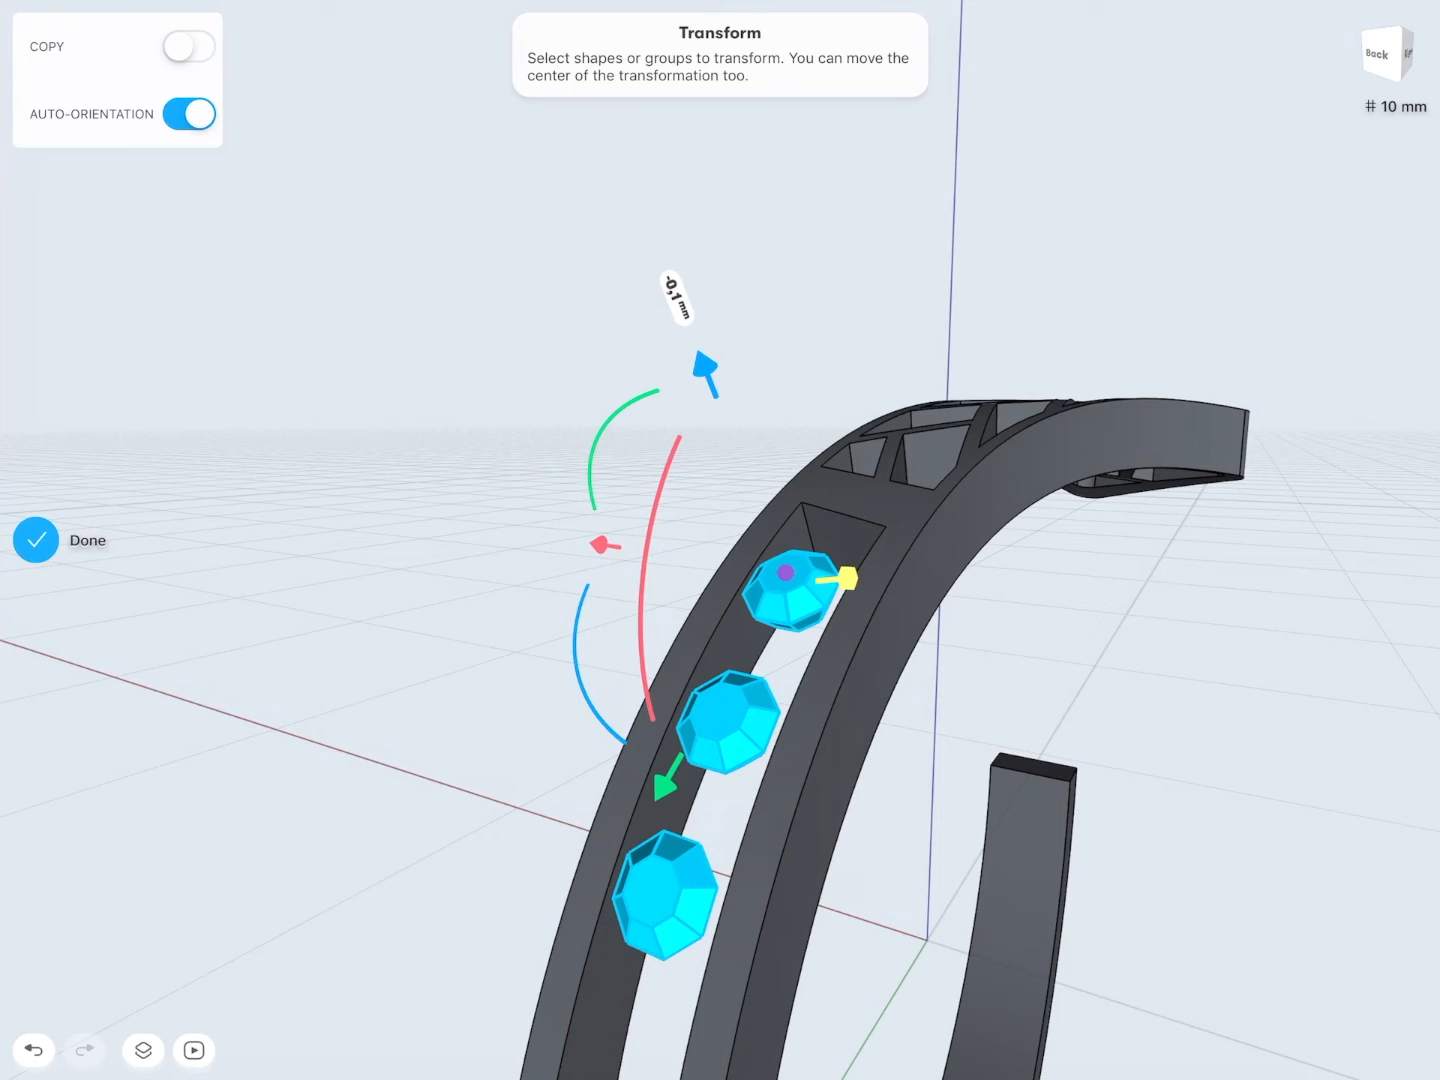 COPY
AUTO-ORIENTATION
Transform
Select shapes or groups to transform. You can move the
center of the transformation too.
Back
# 10 mm
-0,1 mm
Done